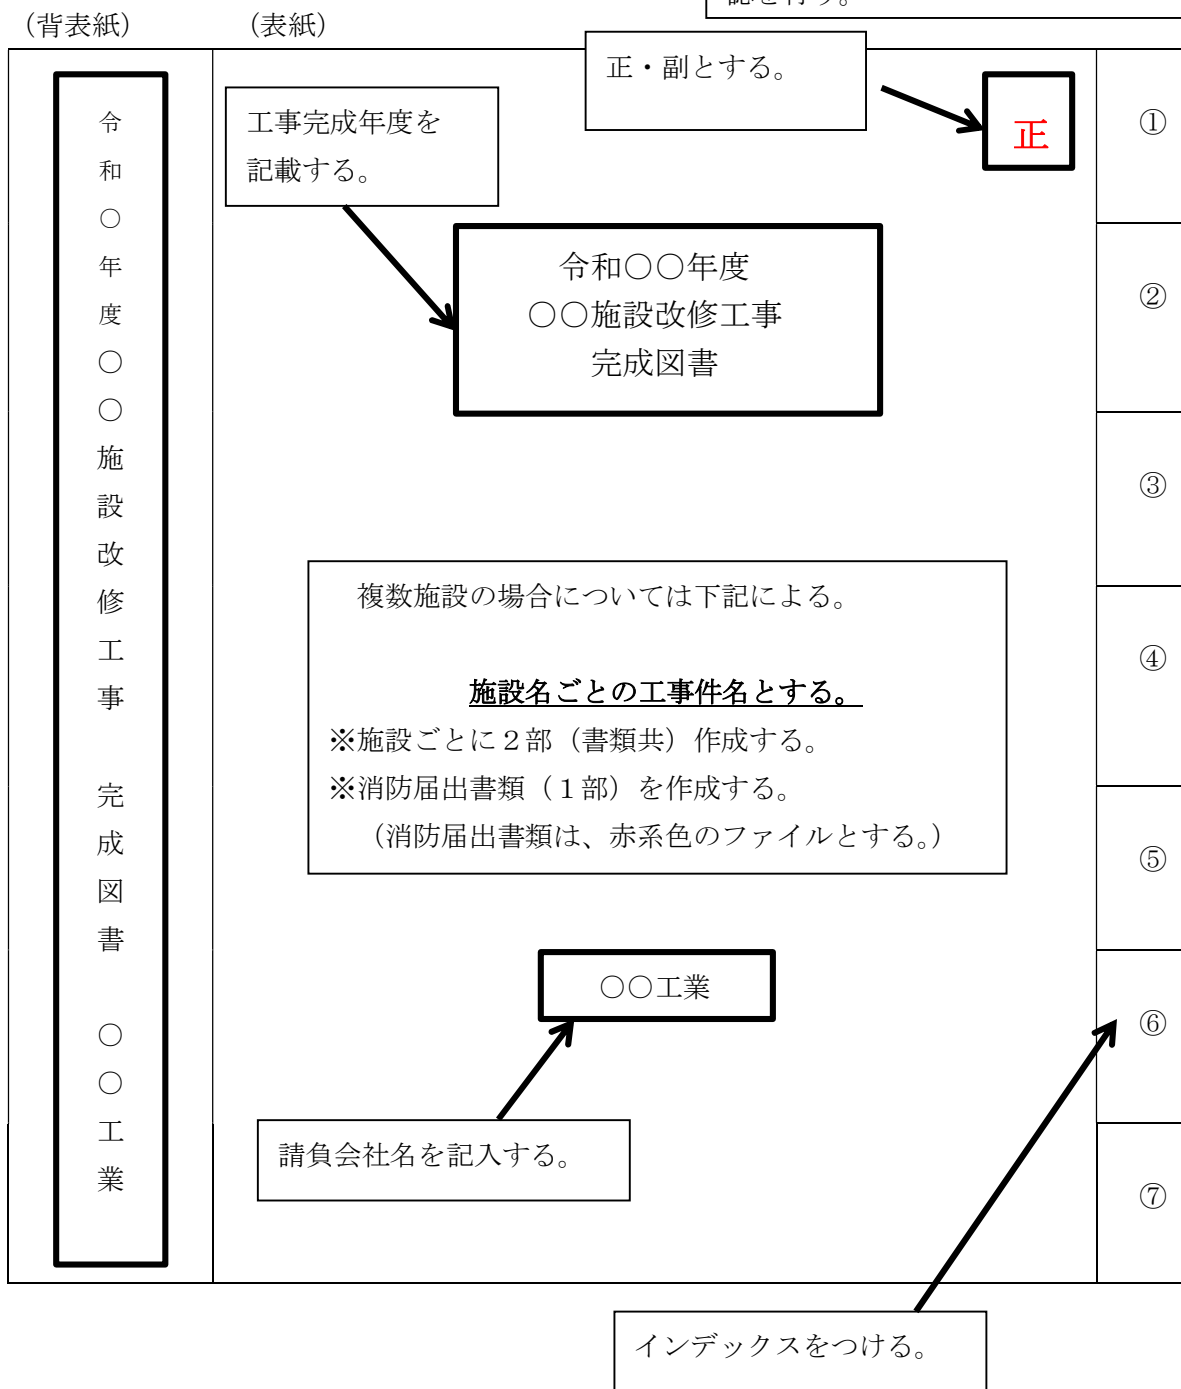 （背表紙）
（表紙）
正・副とする。
工事完成年度を
記載する。
正
令和〇〇年度
〇〇施設改修工事
完成図書
令和〇年度〇〇施設改修工事　完成図書　〇〇工業
複数施設の場合については下記による。
施設名ごとの工事件名とする。
※施設ごとに２部（書類共）作成する。
※消防届出書類（１部）を作成する。
（消防届出書類は、赤系色のファイルとする。）
〇〇工業
請負会社名を記入する。
インデックスをつける。
①
②
③
④
⑤
⑥
⑦